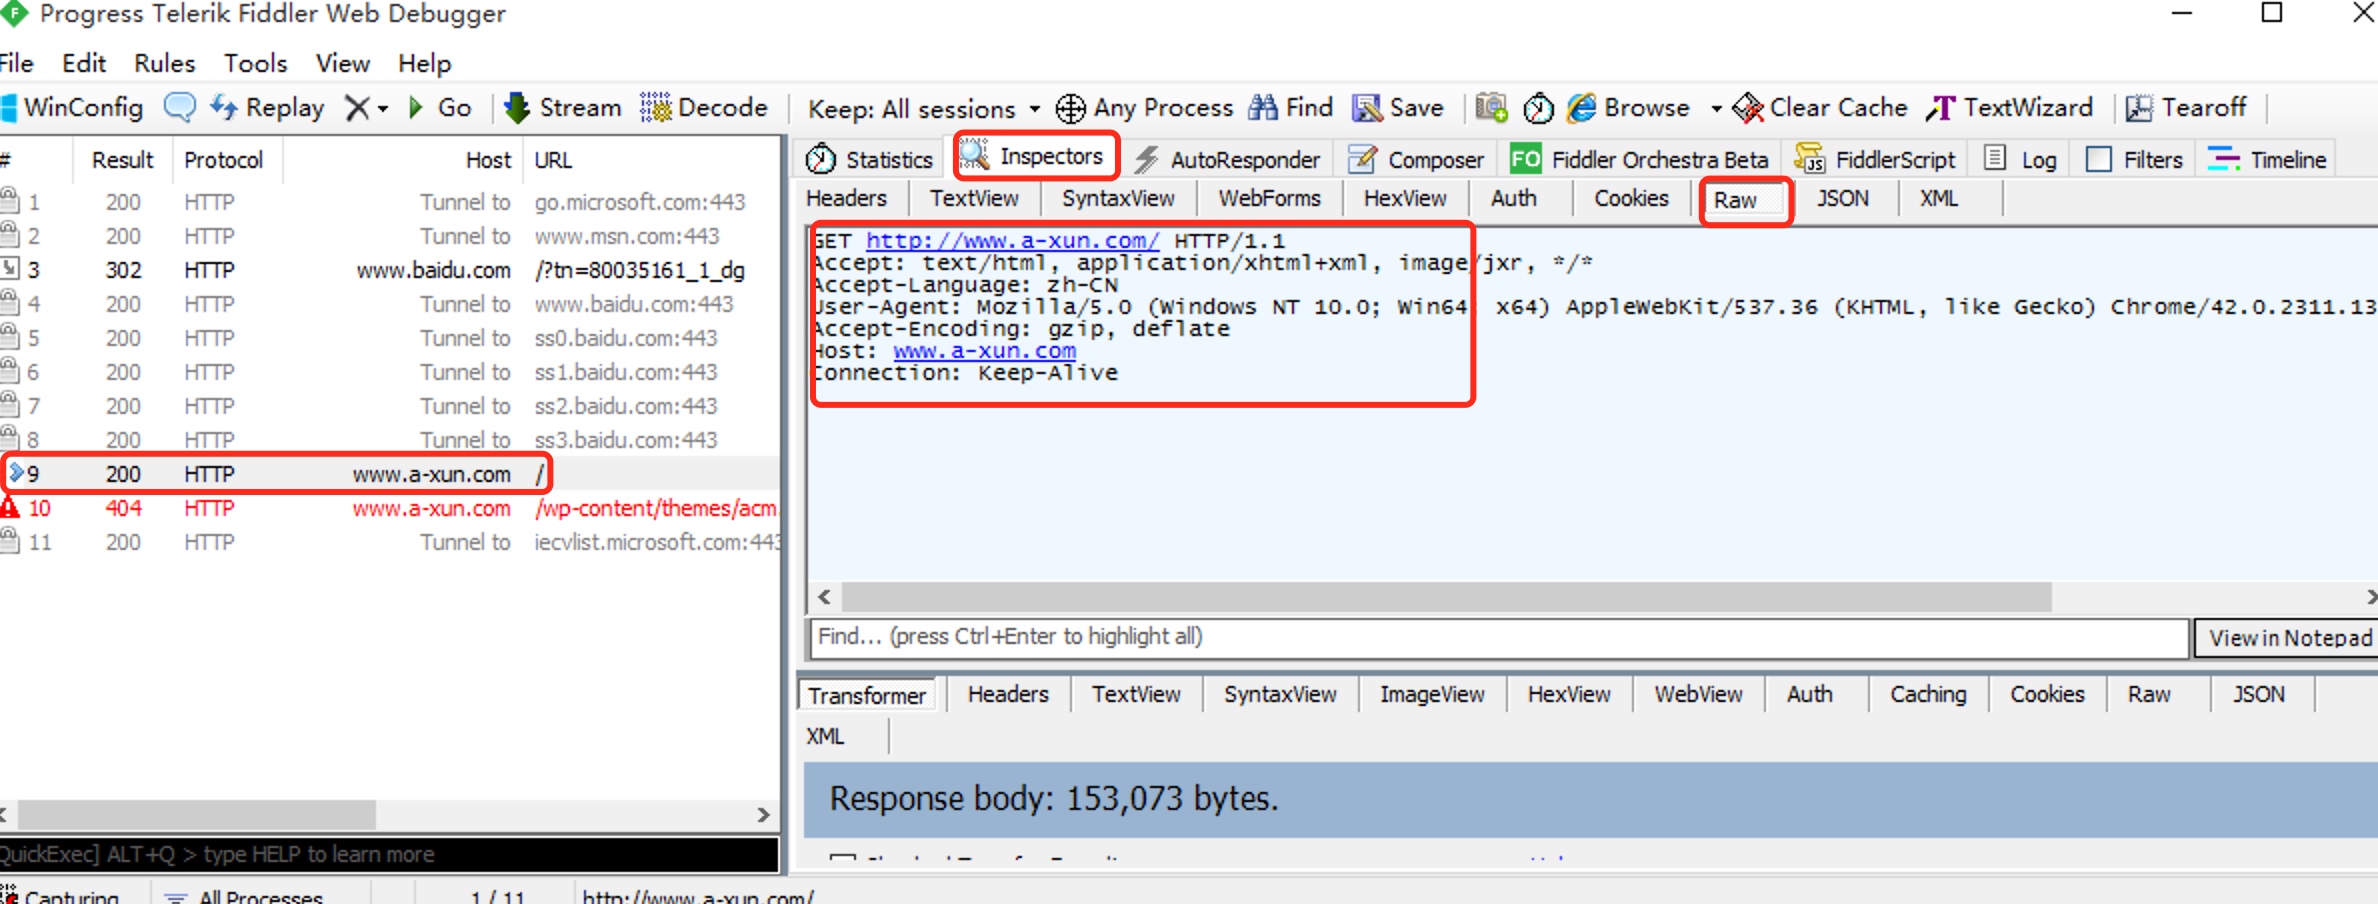 Progress Telerik Fiddler Web Debugger
File Edit Rules Tools View Help
WinConfig Replay Go Stream Decode Keep: All sessions Any Process Find Save Browse Clear Cache TextWizard Tearoff
# Result Protocol Host URL
1 200 HTTP Tunnel to go.microsoft.com:443
2 200 HTTP Tunnel to www.msn.com:443
3 302 HTTP www.baidu.com /?tn=80035161_1_dg
4 200 HTTP Tunnel to www.baidu.com:443
5 200 HTTP Tunnel to ss0.baidu.com:443
6 200 HTTP Tunnel to ss1.baidu.com:443
7 200 HTTP Tunnel to ss2.baidu.com:443
8 200 HTTP Tunnel to ss3.baidu.com:443
9 200 HTTP www.a-xun.com /
10 404 HTTP www.a-xun.com /wp-content/themes/acm.
11 200 HTTP Tunnel to iecvlist.microsoft.com:443
QuickExec] ALT+Q > type HELP to learn more
Statistics Inspectors AutoResponder Composer FO Fiddler Orchestra Beta FiddlerScript Log Filters Timeline
Headers TextView SyntaxView WebForms HexView Auth Cookies Raw JSON XML
GET http://www.a-xun.com/ HTTP/1.1
Accept: text/html, application/xhtml+xml, image/jxr, */*
Accept-Language: zh-CN
User-Agent: Mozilla/5.0 (Windows NT 10.0; Win64; x64) AppleWebKit/537.36 (KHTML, like Gecko) Chrome/42.0.2311.13
Accept-Encoding: gzip, deflate
Host: www.a-xun.com
Connection: Keep-Alive
Find... (press Ctrl+Enter to highlight all) View in Notepad
Transformer Headers TextView SyntaxView ImageView HexView WebView Auth Caching Cookies Raw JSON
XML
Response body: 153,073 bytes.
Capturing All Processes 1 / 11 http://www.a-xun.com/